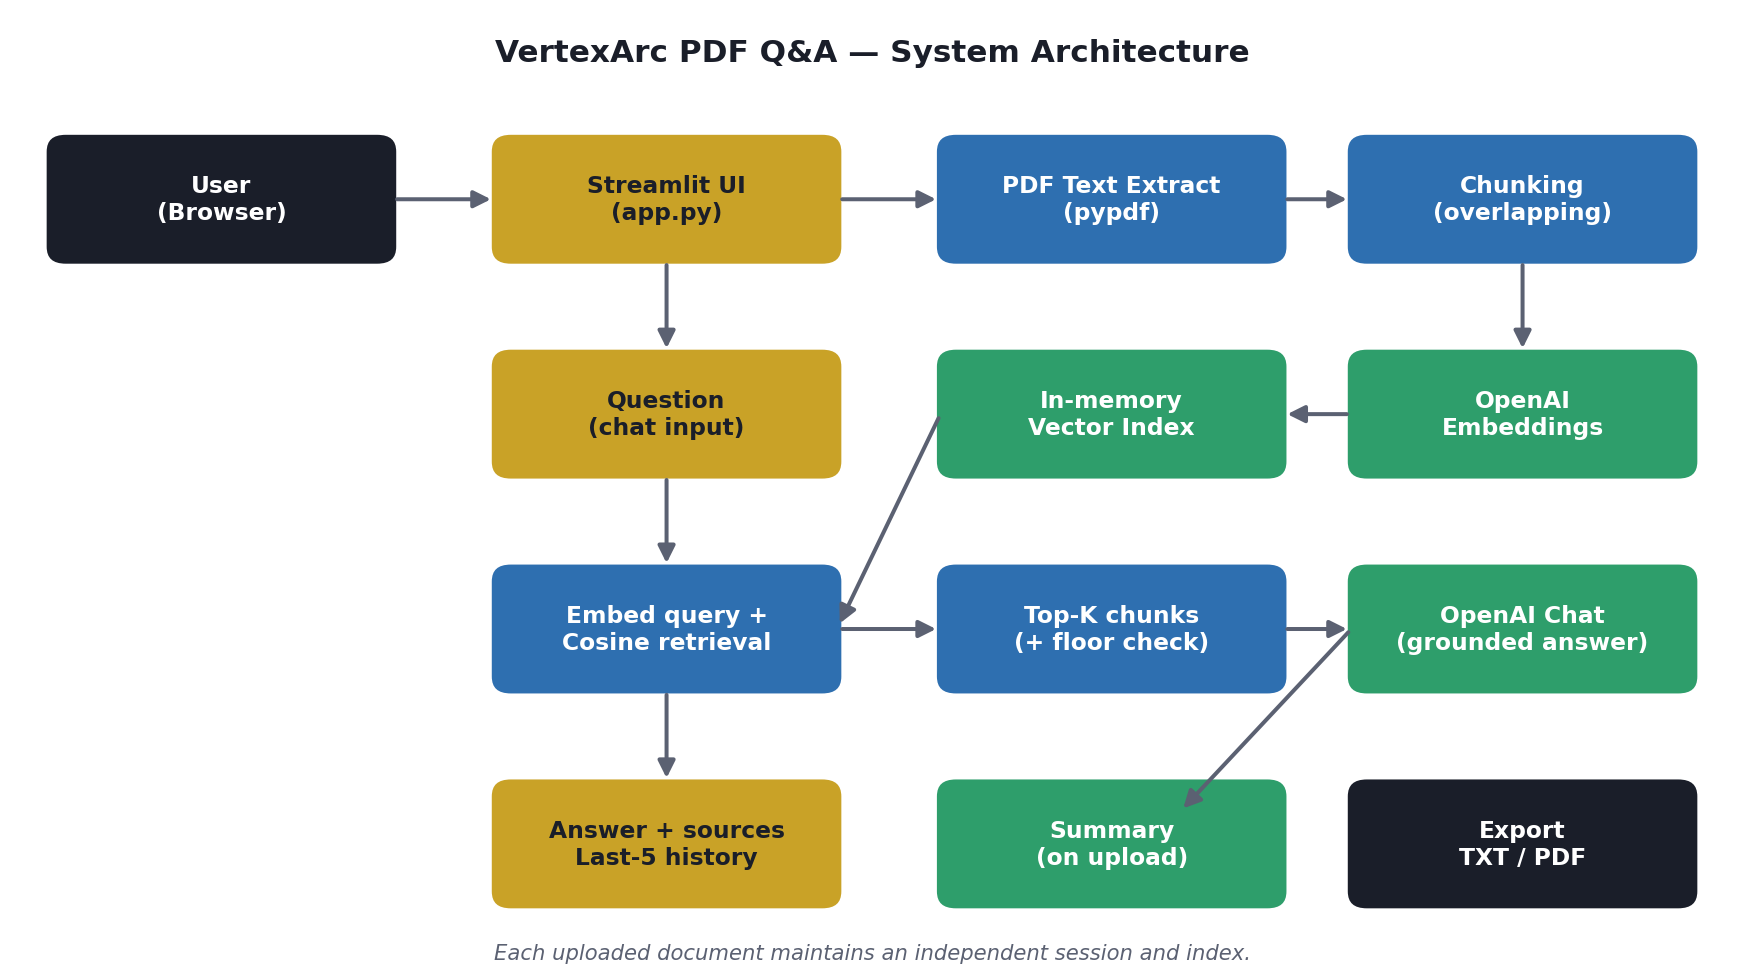 VertexArc PDF Q&A — System Architecture
User
(Browser)
Streamlit UI
(app.py)
PDF Text Extract
(pypdf)
Chunking
(overlapping)
Question
(chat input)
In-memory
Vector Index
OpenAI
Embeddings
Embed query +
Cosine retrieval
Top-K chunks
(+ floor check)
OpenAI Chat
(grounded answer)
Answer + sources
Last-5 history
Summary
(on upload)
Export
TXT / PDF
Each uploaded document maintains an independent session and index.